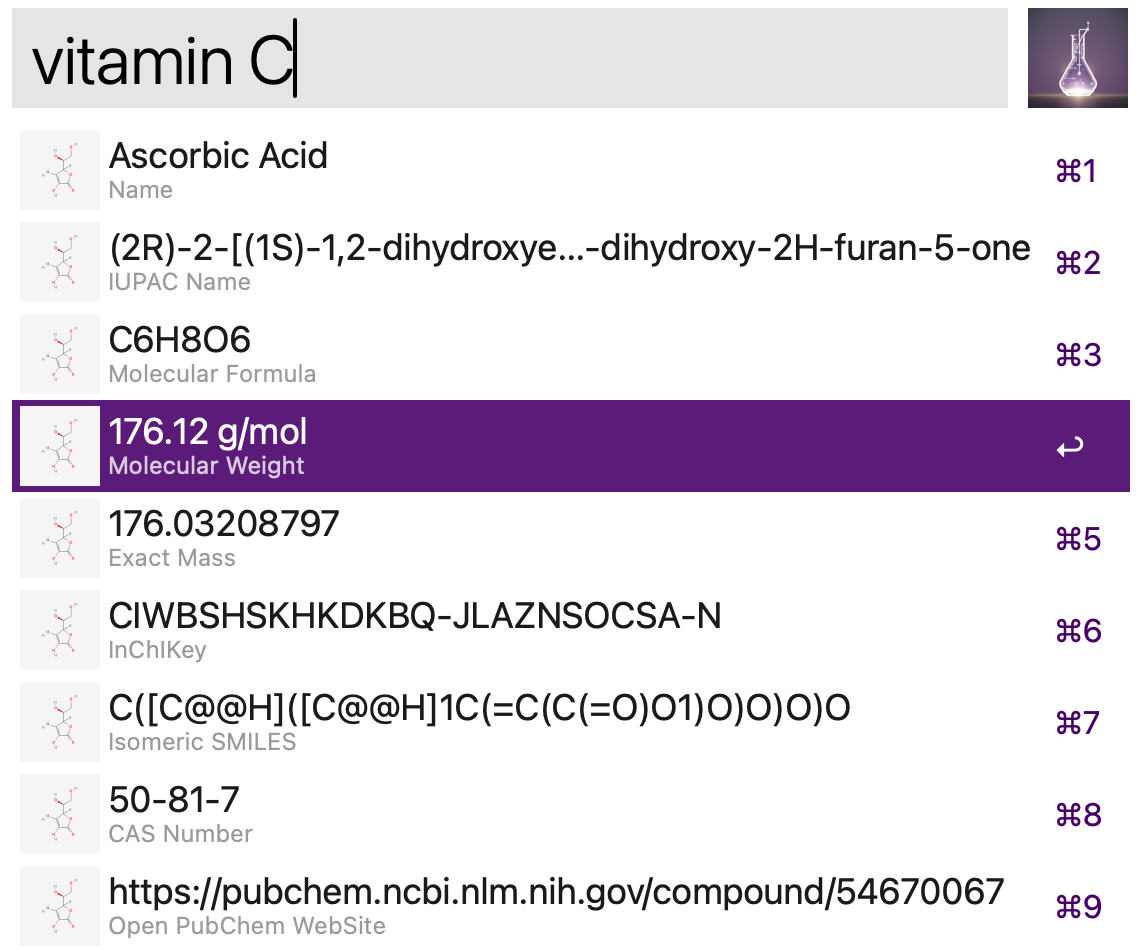 vitamin C
Ascorbic Acid
Name
⌘1
(2R)-2-[(1S)-1,2-dihydroxye...-dihydroxy-2H-furan-5-one
IUPAC Name
⌘2
C6H8O6
Molecular Formula
⌘3
176.12 g/mol
Molecular Weight
176.03208797
Exact Mass
⌘5
CIWBSHSKHKDKBQ-JLAZNSOCSA-N
InChIKey
⌘6
C([C@@H]([C@@H]1C(=C(C(=O)O1)O)O)O)O
Isomeric SMILES
⌘7
50-81-7
CAS Number
⌘8
https://pubchem.ncbi.nlm.nih.gov/compound/54670067
Open PubChem WebSite
⌘9